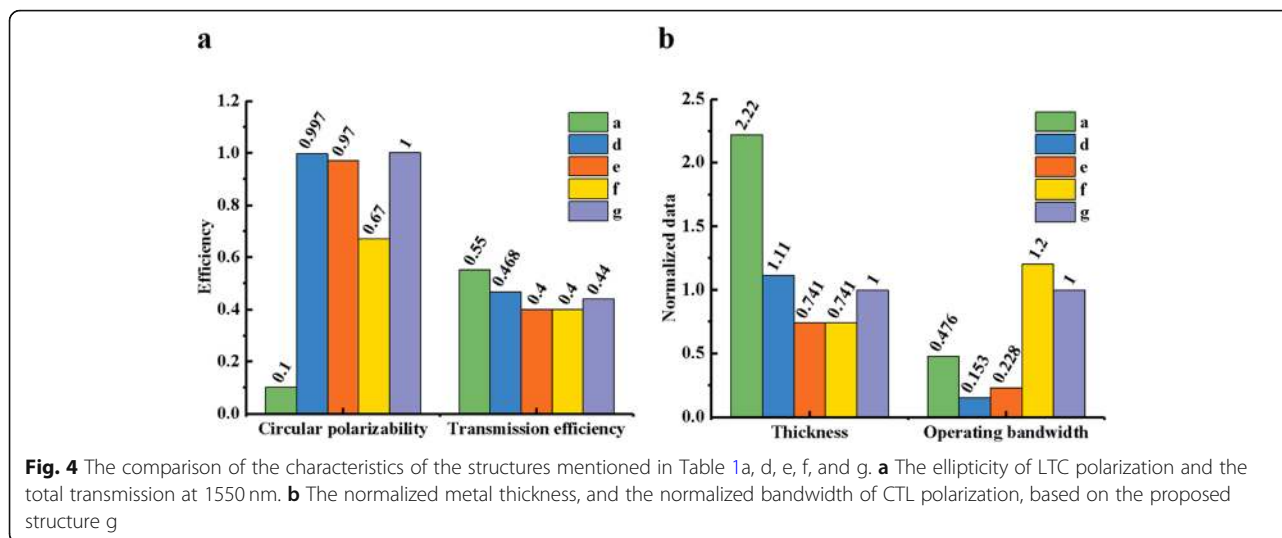 a
b
Efficiency
1.2
1.0
0.8
0.6
0.4
0.2
0.0
0.1
0.997
0.97
0.67
1
0.55
0.468
0.4
0.4
0.44
a
d
e
f
g
Circular polarizability
Transmission efficiency
Normalized data
2.5
2.0
1.5
1.0
0.5
0.0
2.22
1.11
0.741
0.741
1
0.476
0.153
0.228
1.2
1
a
d
e
f
g
Thickness
Operating bandwidth
Fig. 4 The comparison of the characteristics of the structures mentioned in Table 1a, d, e, f, and g. a The ellipticity of LTC polarization and the
total transmission at 1550 nm. b The normalized metal thickness, and the normalized bandwidth of CTL polarization, based on the proposed
structure g